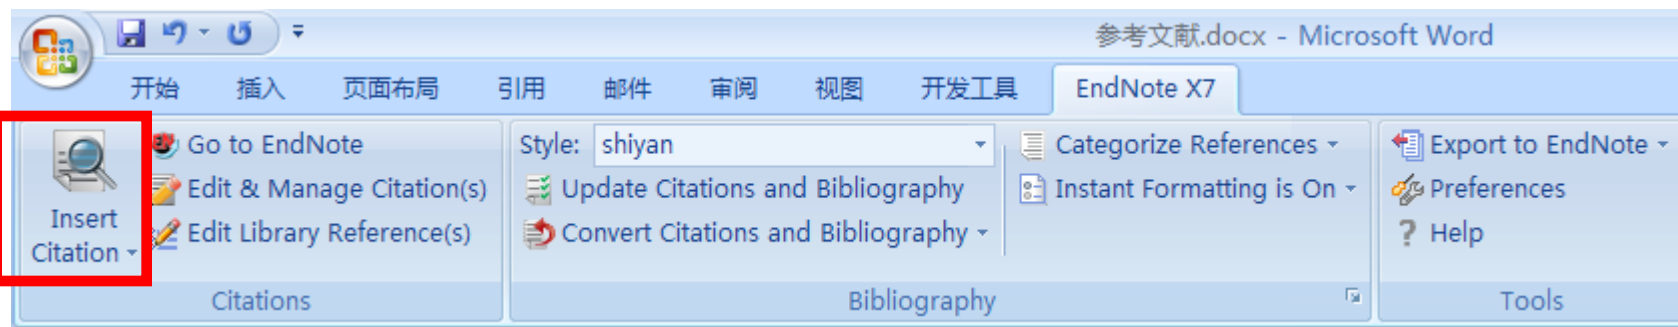 参考文献.docx - Microsoft Word
开始 插入 页面布局 引用 邮件 审阅 视图 开发工具 EndNote X7
Insert Citation
Go to EndNote
Edit & Manage Citation(s)
Edit Library Reference(s)
Citations
Style: shiyan
Update Citations and Bibliography
Convert Citations and Bibliography
Categorize References
Instant Formatting is On
Bibliography
Export to EndNote
Preferences
? Help
Tools